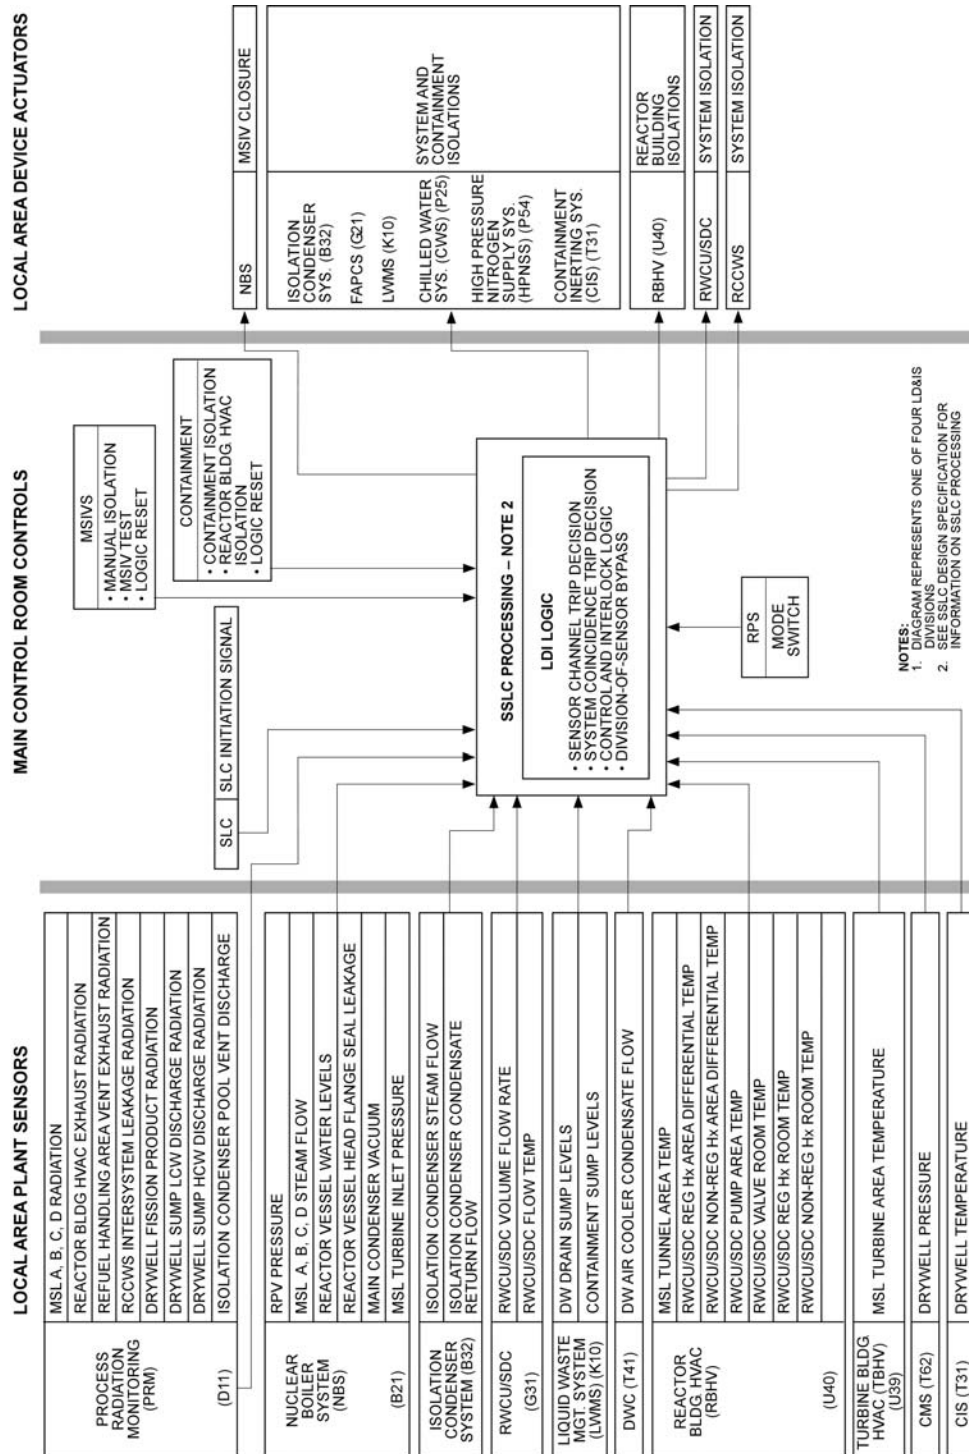 LOCAL AREA PLANT SENSORS
PROCESS
RADIATION
MONITORING
(PRM)
(D11)
MSL A, B, C, D RADIATION
REACTOR BLDG HVAC EXHAUST RADIATION
REFUEL HANDLING AREA VENT EXHAUST RADIATION
RCCWS INTERSYSTEM LEAKAGE RADIATION
DRYWELL FISSION PRODUCT RADIATION
DRYWELL SUMP LCW DISCHARGE RADIATION
DRYWELL SUMP HCW DISCHARGE RADIATION
ISOLATION CONDENSER POOL VENT DISCHARGE
NUCLEAR
BOILER
SYSTEM
(NBS)
(B21)
RPV PRESSURE
MSL A, B, C, D STEAM FLOW
REACTOR VESSEL WATER LEVELS
REACTOR VESSEL HEAD FLANGE SEAL LEAKAGE
MAIN CONDENSER VACUUM
MSL TURBINE INLET PRESSURE
ISOLATION
CONDENSER
SYSTEM (B32)
ISOLATION CONDENSER STEAM FLOW
ISOLATION CONDENSER CONDENSATE
RETURN FLOW
RWCU/SDC
(G31)
RWCU/SDC VOLUME FLOW RATE
RWCU/SDC FLOW TEMP
LIQUID WASTE
MGT. SYSTEM
(LWMS) (K10)
DW DRAIN SUMP LEVELS
CONTAINMENT SUMP LEVELS
DWC (T41)
DW AIR COOLER CONDENSATE FLOW
REACTOR
BLDG. HVAC
(RBHV)
(U40)
MSL TUNNEL AREA TEMP
RWCU/SDC REG Hx AREA DIFFERENTIAL TEMP
RWCU/SDC NON-REG Hx AREA DIFFERENTIAL TEMP
RWCU/SDC PUMP AREA TEMP
RWCU/SDC VALVE ROOM TEMP
RWCU/SDC REG Hx ROOM TEMP
RWCU/SDC NON-REG Hx ROOM TEMP
TURBINE BLDG.
HVAC (TBHV)
(U39)
MSL TURBINE AREA TEMPERATURE
CMS (T62)
DRYWELL PRESSURE
CIS (T31)
DRYWELL TEMPERATURE
MAIN CONTROL ROOM CONTROLS
SLC
SLC INITIATION SIGNAL
MSIVS
• MANUAL ISOLATION
• MSIV TEST
• LOGIC RESET
CONTAINMENT
• CONTAINMENT ISOLATION
• REACTOR BLDG. HVAC
ISOLATION
• LOGIC RESET
SSLC PROCESSING – NOTE 2
LDI LOGIC
• SENSOR CHANNEL TRIP DECISION
• SYSTEM COINCIDENCE TRIP DECISION
• CONTROL AND INTERLOCK LOGIC
• DIVISION-OF-SENSOR BYPASS
RPS
MODE
SWITCH
NOTES:
1. DIAGRAM REPRESENTS ONE OF FOUR LD&IS
DIVISIONS
2. SEE SSLC DESIGN SPECIFICATION FOR
INFORMATION ON SSLC PROCESSING
LOCAL AREA DEVICE ACTUATORS
NBS
MSIV CLOSURE
ISOLATION
CONDENSER
SYS. (B32)
FAPCS (G21)
LWMS (K10)
CHILLED WATER
SYS. (CWS) (P25)
HIGH PRESSURE
NITROGEN
SUPPLY SYS.
(HPNSS) (P54)
CONTAINMENT
INERTING SYS.
(CIS) (T31)
SYSTEM AND
CONTAINMENT
ISOLATIONS
RBHV (U40)
REACTOR
BUILDING
ISOLATIONS
RWCU/SDC
SYSTEM ISOLATION
RCCWS
SYSTEM ISOLATION